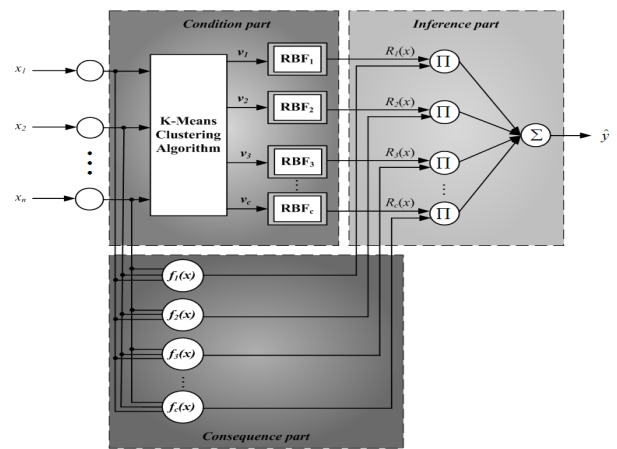 Condition part
Inference part
x1
x2
xn
K-Means
Clustering
Algorithm
v1
v2
v3
vc
RBF1
RBF2
RBF3
RBFc
R1(x)
R2(x)
R3(x)
Rc(x)
Π
Π
Π
Π
Σ
ŷ
f1(x)
f2(x)
f3(x)
fc(x)
Consequence part